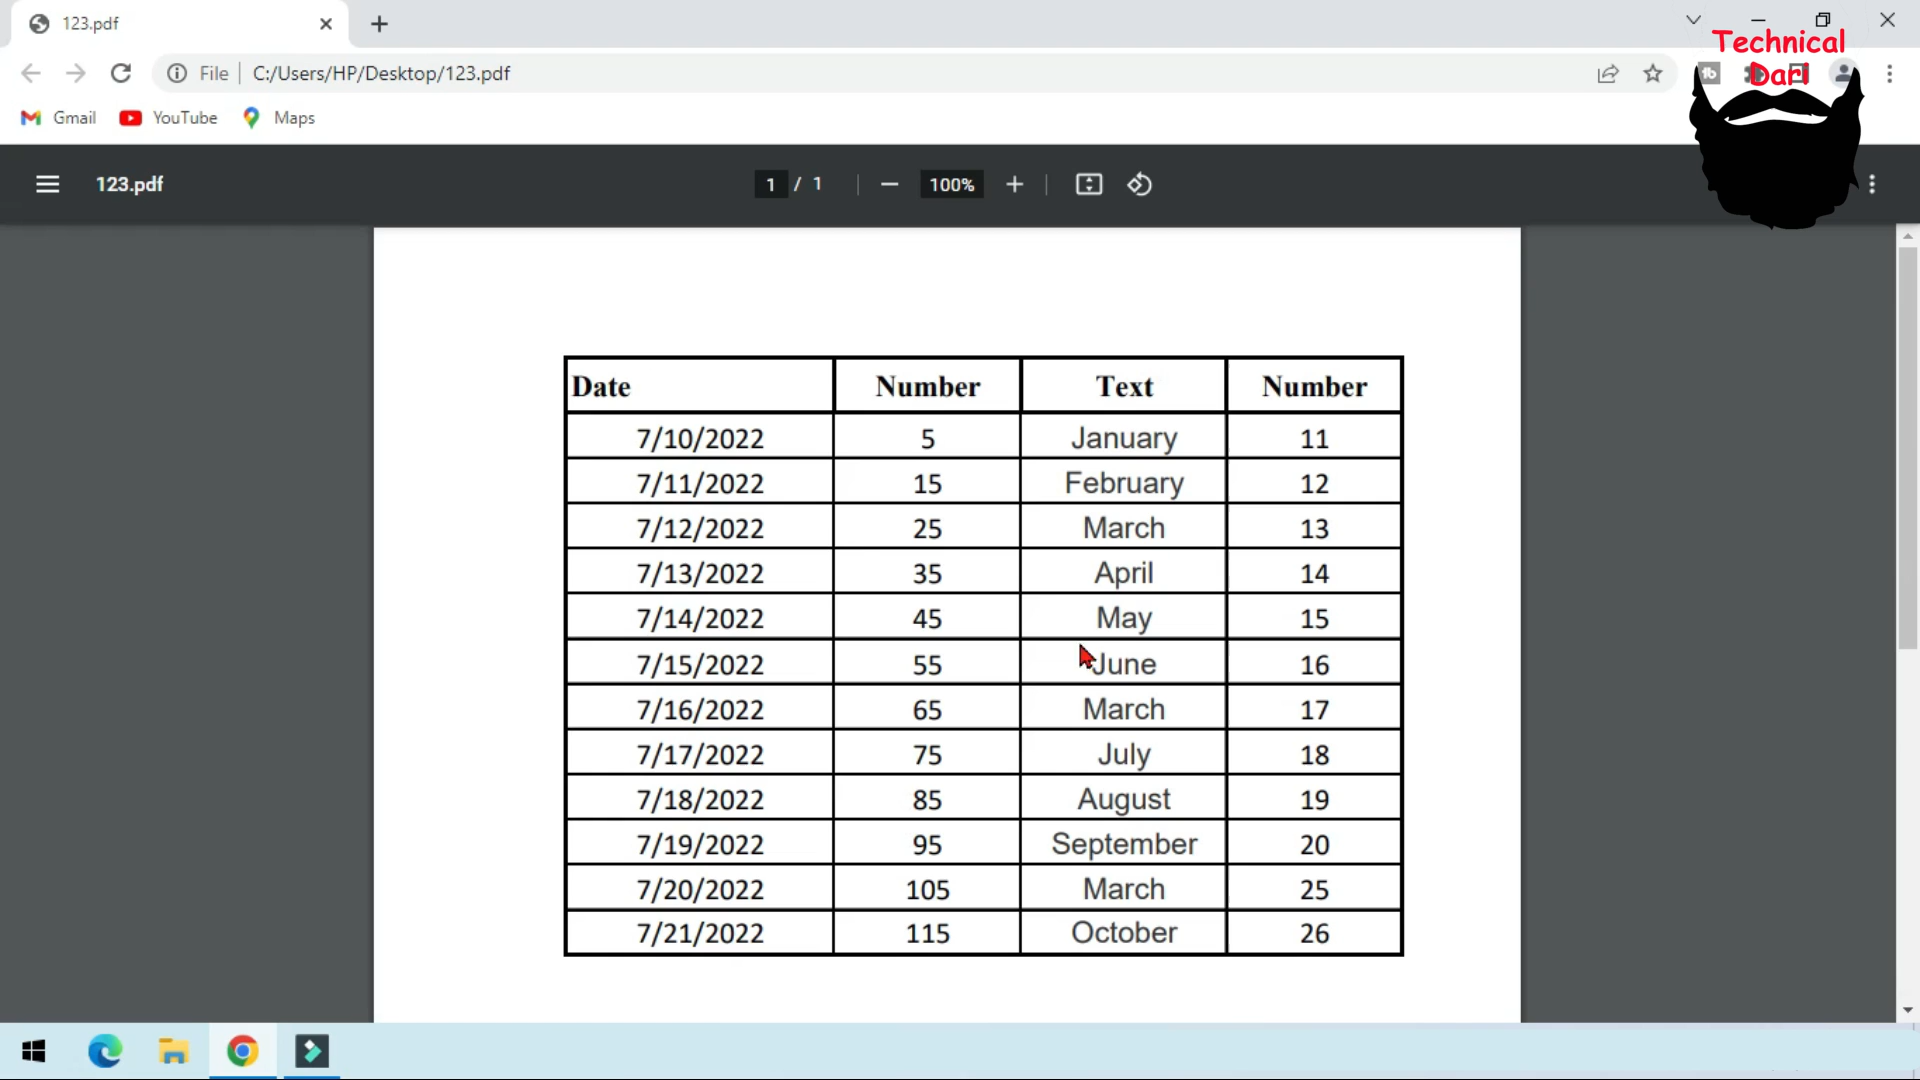 123.pdf
Technical
Dari
File C:/Users/HP/Desktop/123.pdf
Gmail YouTube Maps
123.pdf 1 / 1 100%
Date Number Text Number
7/10/2022 5 January 11
7/11/2022 15 February 12
7/12/2022 25 March 13
7/13/2022 35 April 14
7/14/2022 45 May 15
7/15/2022 55 June 16
7/16/2022 65 March 17
7/17/2022 75 July 18
7/18/2022 85 August 19
7/19/2022 95 September 20
7/20/2022 105 March 25
7/21/2022 115 October 26